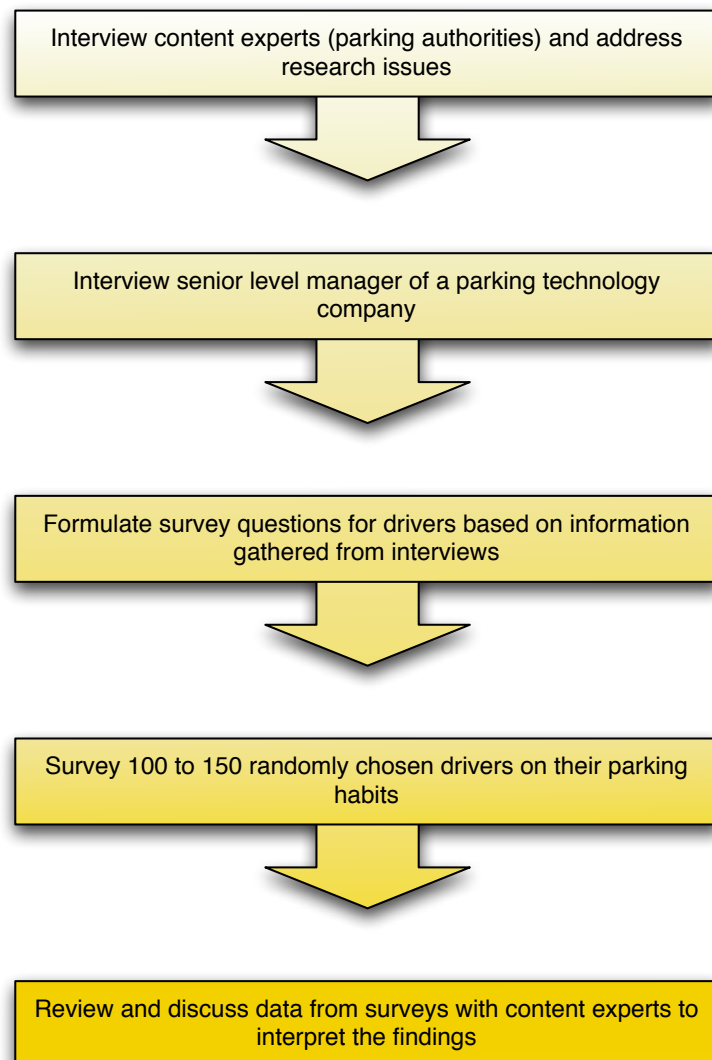 Interview content experts (parking authorities) and address
research issues
Interview senior level manager of a parking technology
company
Formulate survey questions for drivers based on information
gathered from interviews
Survey 100 to 150 randomly chosen drivers on their parking
habits
Review and discuss data from surveys with content experts to
interpret the findings